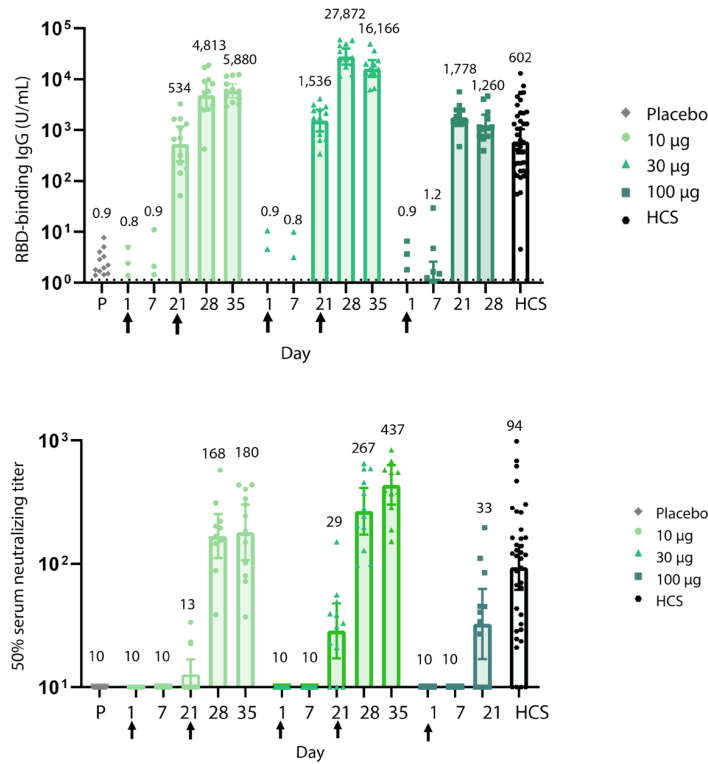 RBD-binding IgG (U/mL)
10⁵
10⁴
10³
10²
10¹
10⁰
0.9
0.8
0.9
534
4,813
5,880
0.9
0.8
1,536
27,872
16,166
0.9
1.2
1,778
1,260
602
P 1 7 21 28 35 1 7 21 28 35 1 7 21 28 HCS
Day
Placebo
10 µg
30 µg
100 µg
HCS
50% serum neutralizing titer
10³
10²
10¹
10
10
10
13
168
180
10
10
29
267
437
10
10
33
94
P 1 7 21 28 35 1 7 21 28 35 1 7 21 HCS
Day
Placebo
10 µg
30 µg
100 µg
HCS